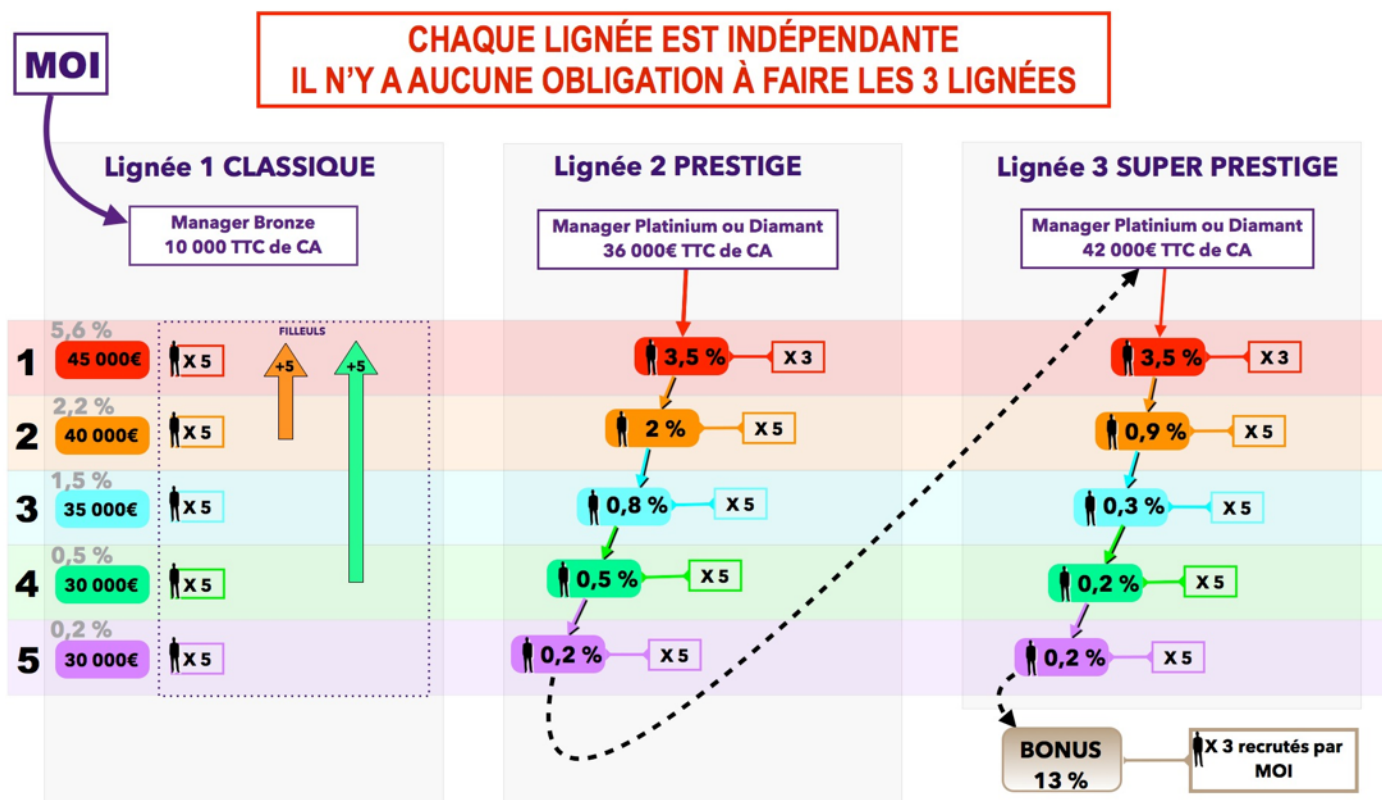 MOI
CHAQUE LIGNÉE EST INDÉPENDANTE
IL N'Y A AUCUNE OBLIGATION À FAIRE LES 3 LIGNÉES
Lignée 1 CLASSIQUE
Manager Bronze
10 000 TTC de CA
Lignée 2 PRESTIGE
Manager Platinium ou Diamant
36 000€ TTC de CA
Lignée 3 SUPER PRESTIGE
Manager Platinium ou Diamant
42 000€ TTC de CA
FILLEULS
5,6 %
1
45 000€
X 5
+5
+5
3,5 %
X 3
3,5 %
X 3
2,2 %
2
40 000€
X 5
2 %
X 5
0,9 %
X 5
1,5 %
3
35 000€
X 5
0,8 %
X 5
0,3 %
X 5
0,5 %
4
30 000€
X 5
0,5 %
X 5
0,2 %
X 5
0,2 %
5
30 000€
X 5
0,2 %
X 5
0,2 %
X 5
BONUS
13 %
X 3 recrutés par
MOI